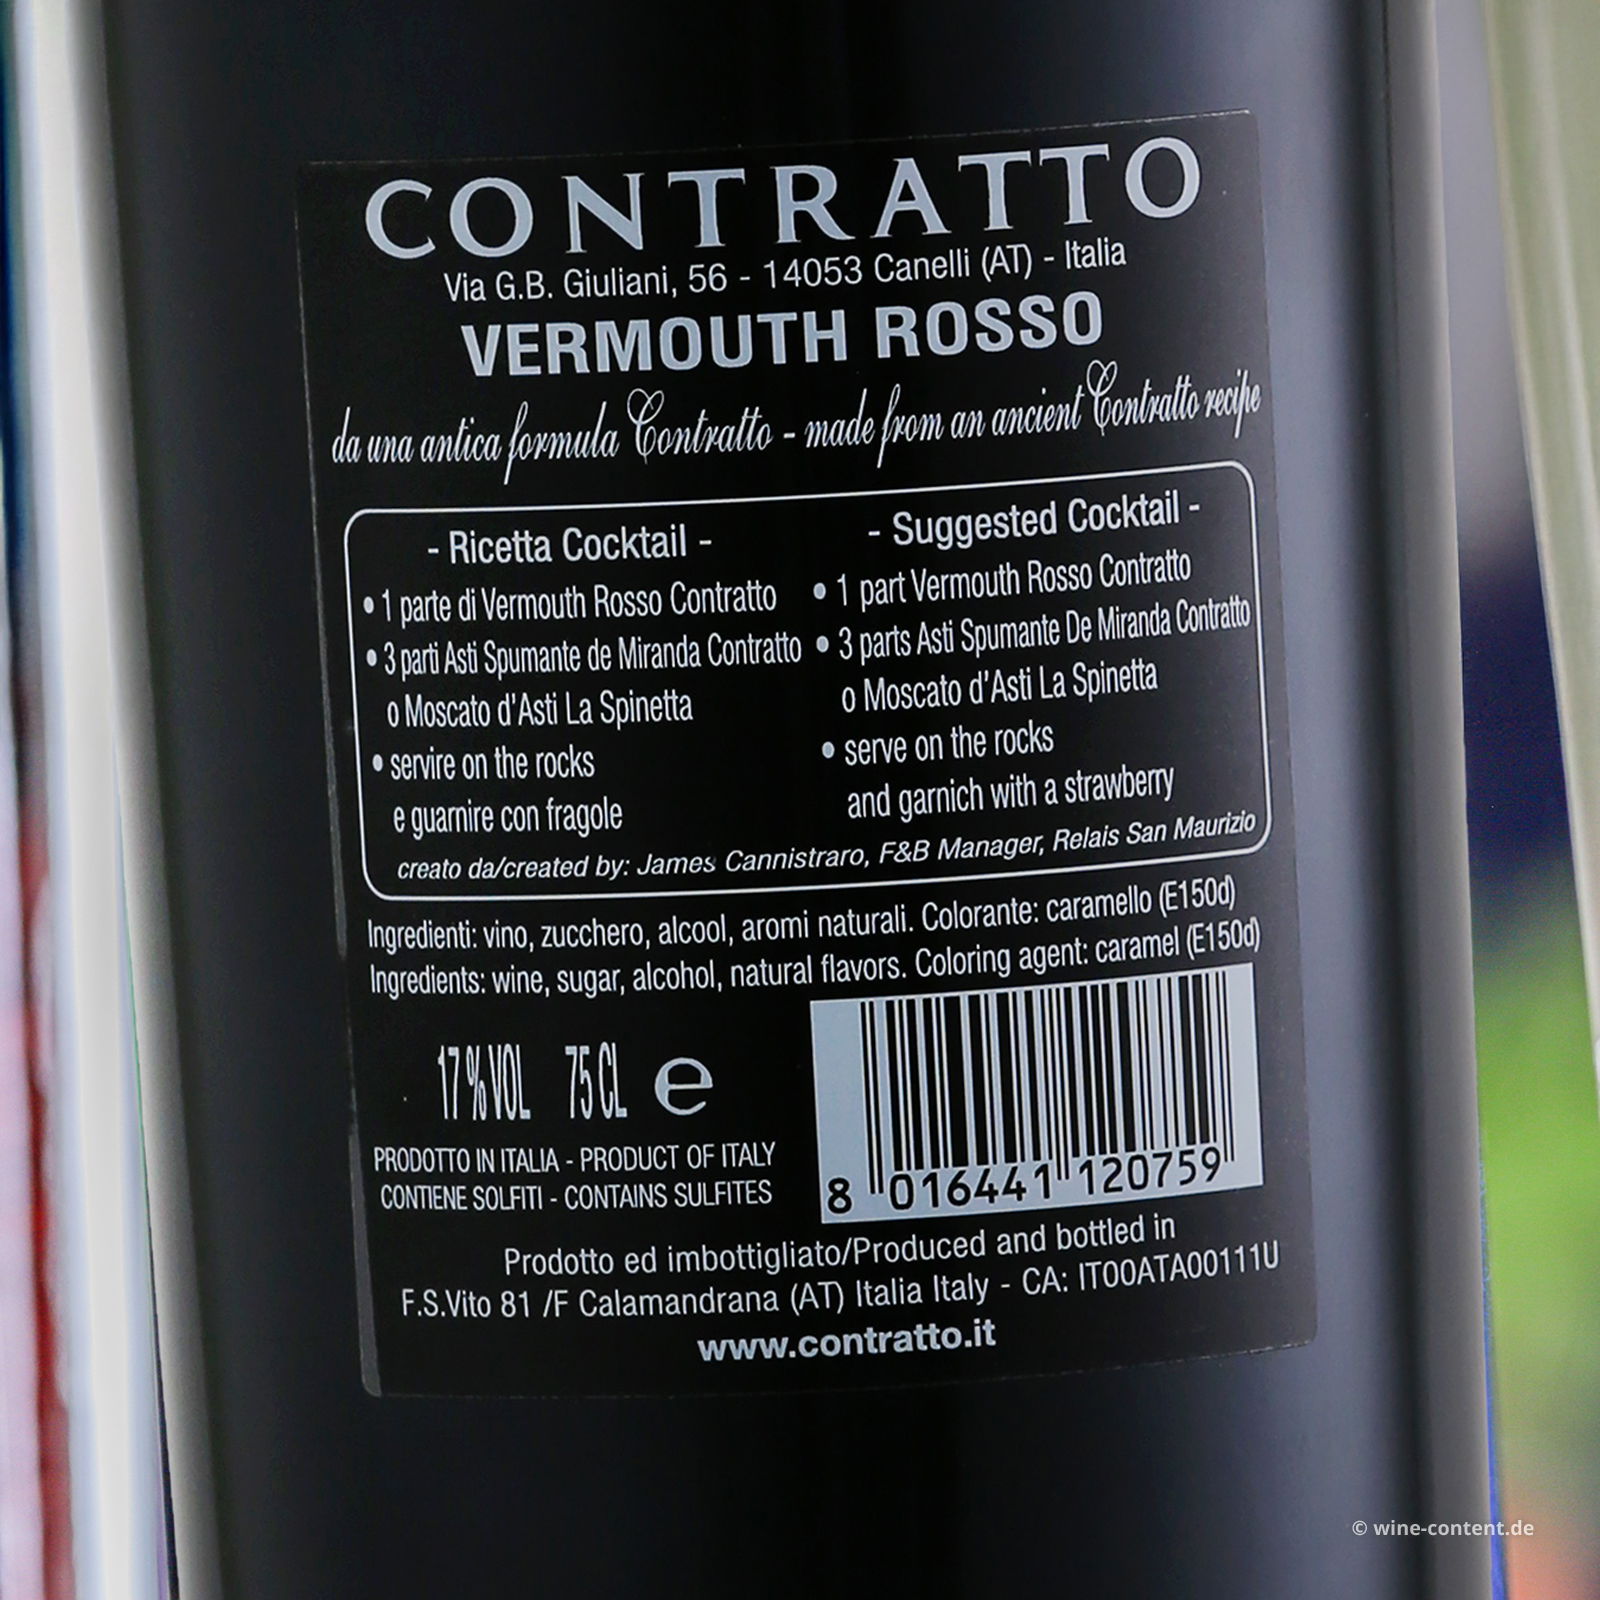 CONTRATTO
Via G.B. Giuliani, 56 - 14053 Canelli (AT) - Italia
VERMOUTH ROSSO
da una antica formula Contratto - made from an ancient Contratto recipe
- Ricetta Cocktail -
• 1 parte di Vermouth Rosso Contratto
• 3 parti Asti Spumante de Miranda Contratto
o Moscato d'Asti La Spinetta
• servire on the rocks
e guarnire con fragole
- Suggested Cocktail -
• 1 part Vermouth Rosso Contratto
• 3 parts Asti Spumante De Miranda Contratto
o Moscato d'Asti La Spinetta
• serve on the rocks
and garnich with a strawberry
creato da/created by: James Cannistraro, F&B Manager, Relais San Maurizio
Ingredienti: vino, zucchero, alcool, aromi naturali. Colorante: caramello (E150d)
Ingredients: wine, sugar, alcohol, natural flavors. Coloring agent: caramel (E150d)
17 % VOL 75 CL e
PRODOTTO IN ITALIA - PRODUCT OF ITALY
CONTIENE SOLFITI - CONTAINS SULFITES
8 016441 120759
Prodotto ed imbottigliato/Produced and bottled in
F.S.Vito 81 /F Calamandrana (AT) Italia Italy - CA: IT00ATA00111U
www.contratto.it
© wine-content.de